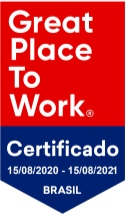 Great
Place
To
Work®
Certificado
15/08/2020 - 15/08/2021
BRASIL